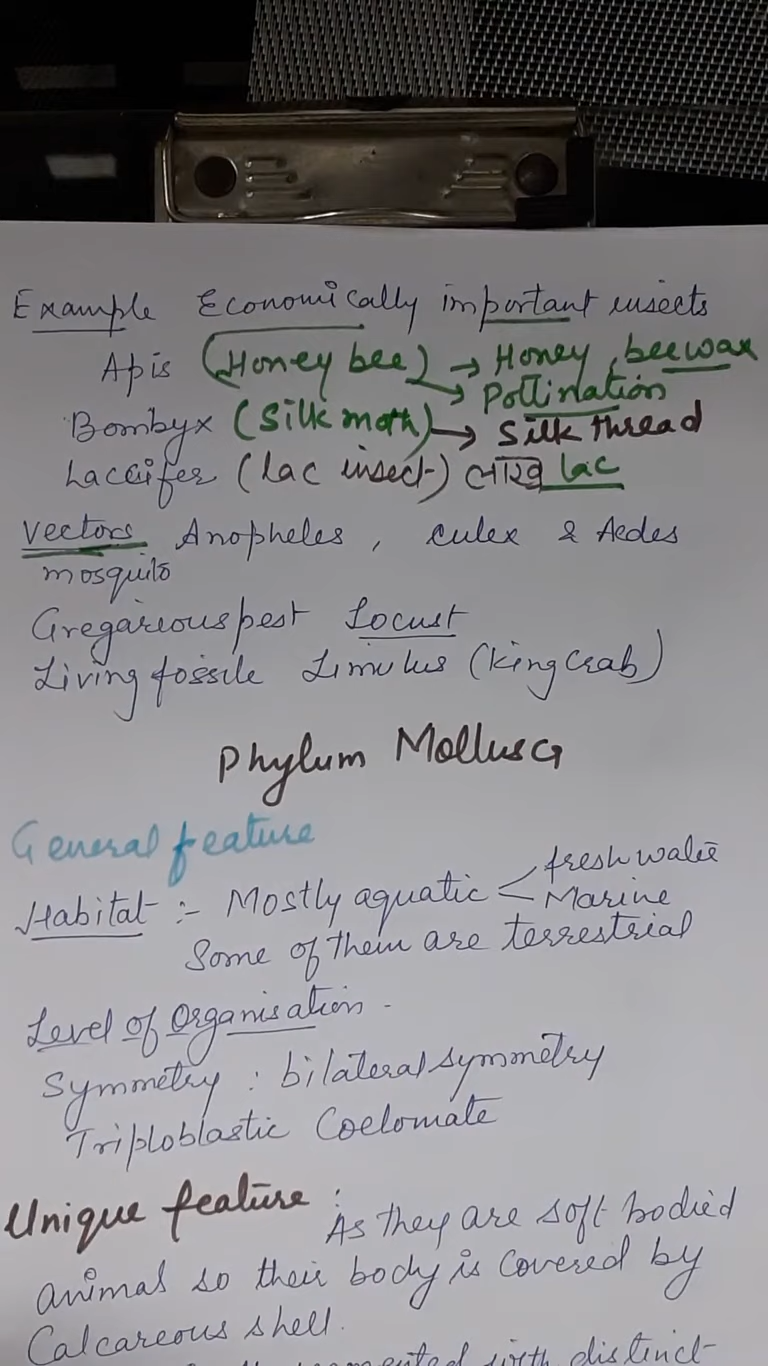 Example Economically important insects
Apis (Honey bee) → Honey, beewax
→ Pollination
Bombyx (Silk moth) → Silk thread
Laccifer (lac insect) लाख lac
Vectors Anopheles, Culex & Aedes
mosquito
Gregarious pest Locust
Living fossile Limulus (King Crab)
Phylum Mollusca
General feature
Habitat :- Mostly aquatic < fresh water
Marine
Some of them are terrestrial
Level of Organisation -
Symmetry : bilateral symmetry
Triploblastic Coelomate
Unique feature :
As they are soft bodied
animal so their body is covered by
Calcareous shell.
with distinct